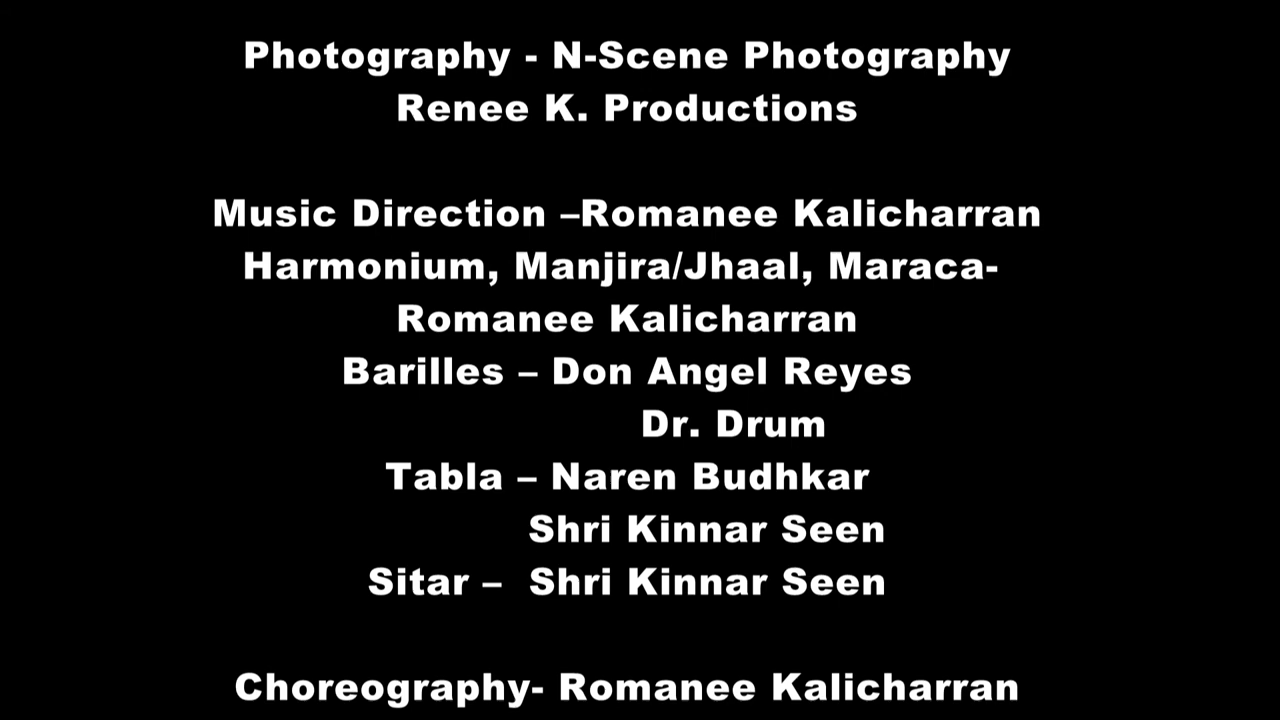 Photography - N-Scene Photography
Renee K. Productions
Music Direction –Romanee Kalicharran
Harmonium, Manjira/Jhaal, Maraca-
Romanee Kalicharran
Barilles – Don Angel Reyes
Dr. Drum
Tabla – Naren Budhkar
Shri Kinnar Seen
Sitar – Shri Kinnar Seen
Choreography- Romanee Kalicharran